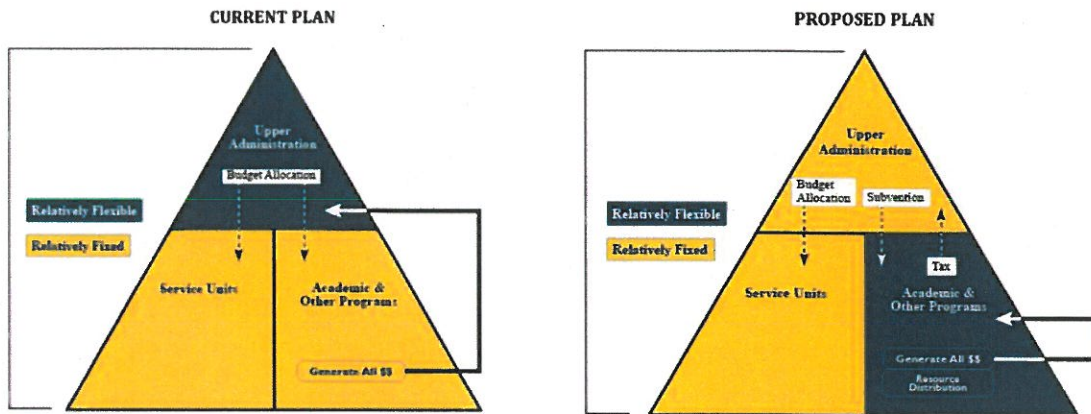 CURRENT PLAN
Upper
Administration
Budget Allocation
Relatively Flexible
Relatively Fixed
Service Units
Academic &
Other Programs
Generate All $$
PROPOSED PLAN
Upper
Administration
Budget
Allocation
Subvention
Relatively Flexible
Relatively Fixed
Tax
Service Units
Academic &
Other Programs
Generate All $$
Resource
Distribution